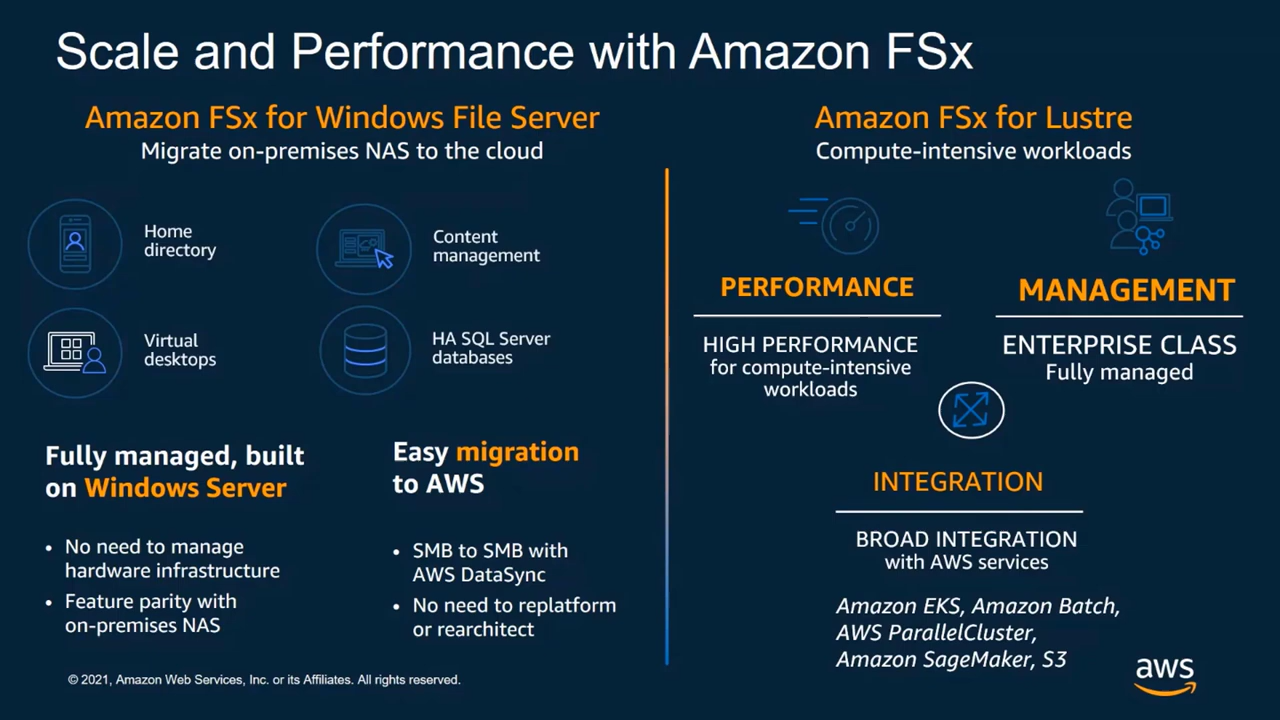 Scale and Performance with Amazon FSx
Amazon FSx for Windows File Server
Migrate on-premises NAS to the cloud
Home
directory
Content
management
Virtual
desktops
HA SQL Server
databases
Fully managed, built
on Windows Server
• No need to manage
hardware infrastructure
• Feature parity with
on-premises NAS
Easy migration
to AWS
• SMB to SMB with
AWS DataSync
• No need to replatform
or rearchitect
Amazon FSx for Lustre
Compute-intensive workloads
PERFORMANCE
HIGH PERFORMANCE
for compute-intensive
workloads
MANAGEMENT
ENTERPRISE CLASS
Fully managed
INTEGRATION
BROAD INTEGRATION
with AWS services
Amazon EKS, Amazon Batch,
AWS ParallelCluster,
Amazon SageMaker, S3
© 2021, Amazon Web Services, Inc. or its Affiliates. All rights reserved.
aws